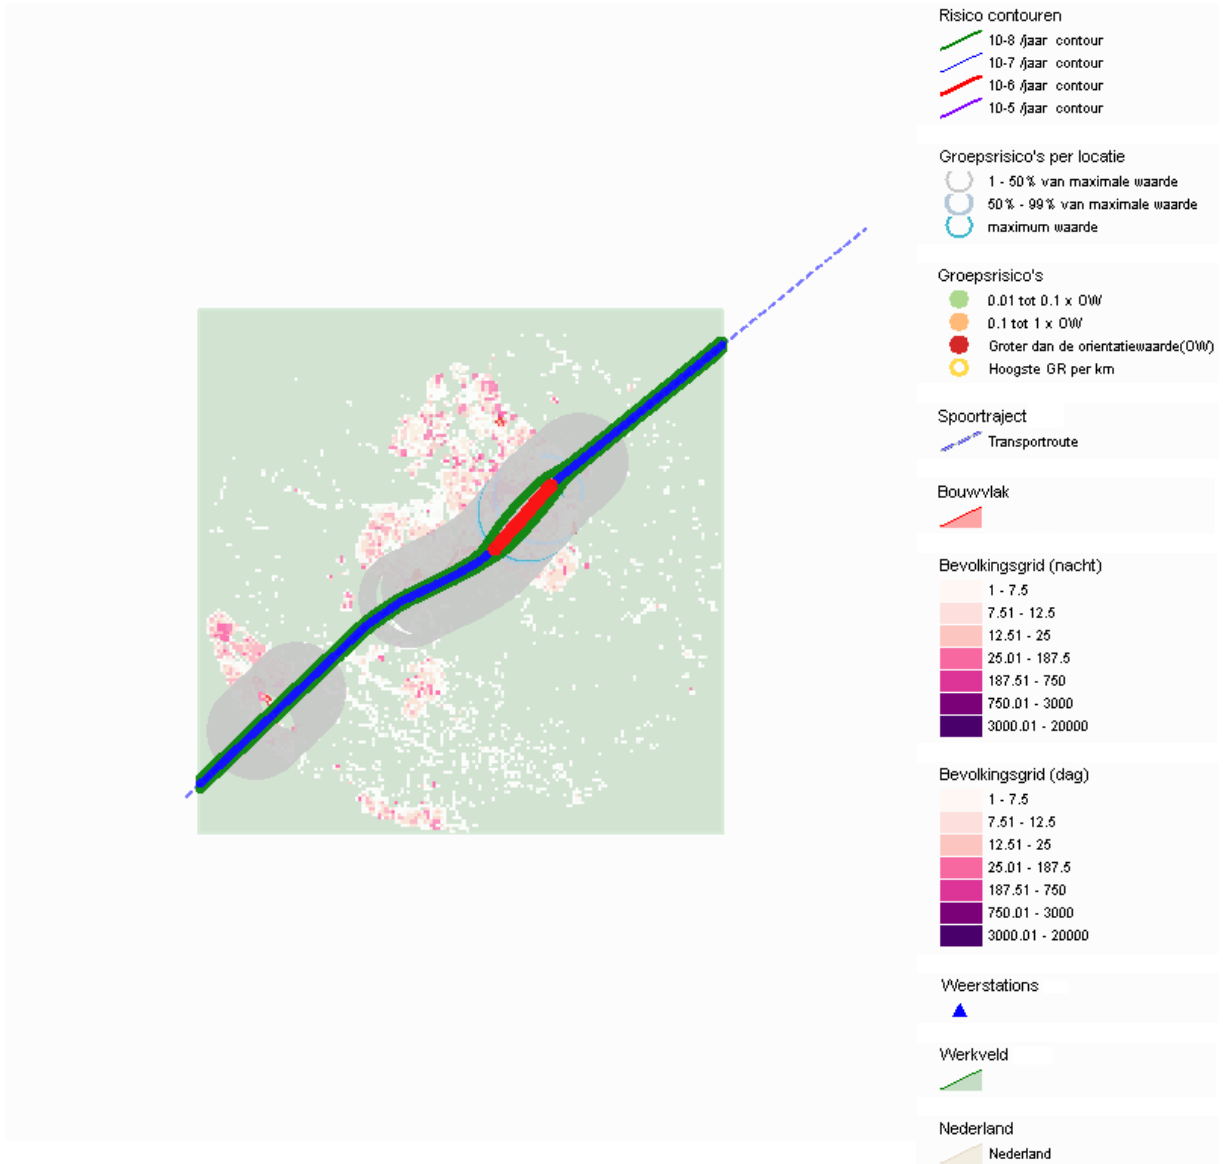 Risico contouren
10-8 /jaar contour
10-7 /jaar contour
10-6 /jaar contour
10-5 /jaar contour
Groepsrisico's per locatie
1 - 50% van maximale waarde
50% - 99% van maximale waarde
maximum waarde
Groepsrisico's
0.01 tot 0.1 x OW
0.1 tot 1 x OW
Groter dan de orientatiewaarde(OW)
Hoogste GR per km
Spoortraject
Transportroute
Bouwvlak
Bevolkingsgrid (nacht)
1 - 7.5
7.51 - 12.5
12.51 - 25
25.01 - 187.5
187.51 - 750
750.01 - 3000
3000.01 - 20000
Bevolkingsgrid (dag)
1 - 7.5
7.51 - 12.5
12.51 - 25
25.01 - 187.5
187.51 - 750
750.01 - 3000
3000.01 - 20000
Weerstations
Werkveld
Nederland
Nederland